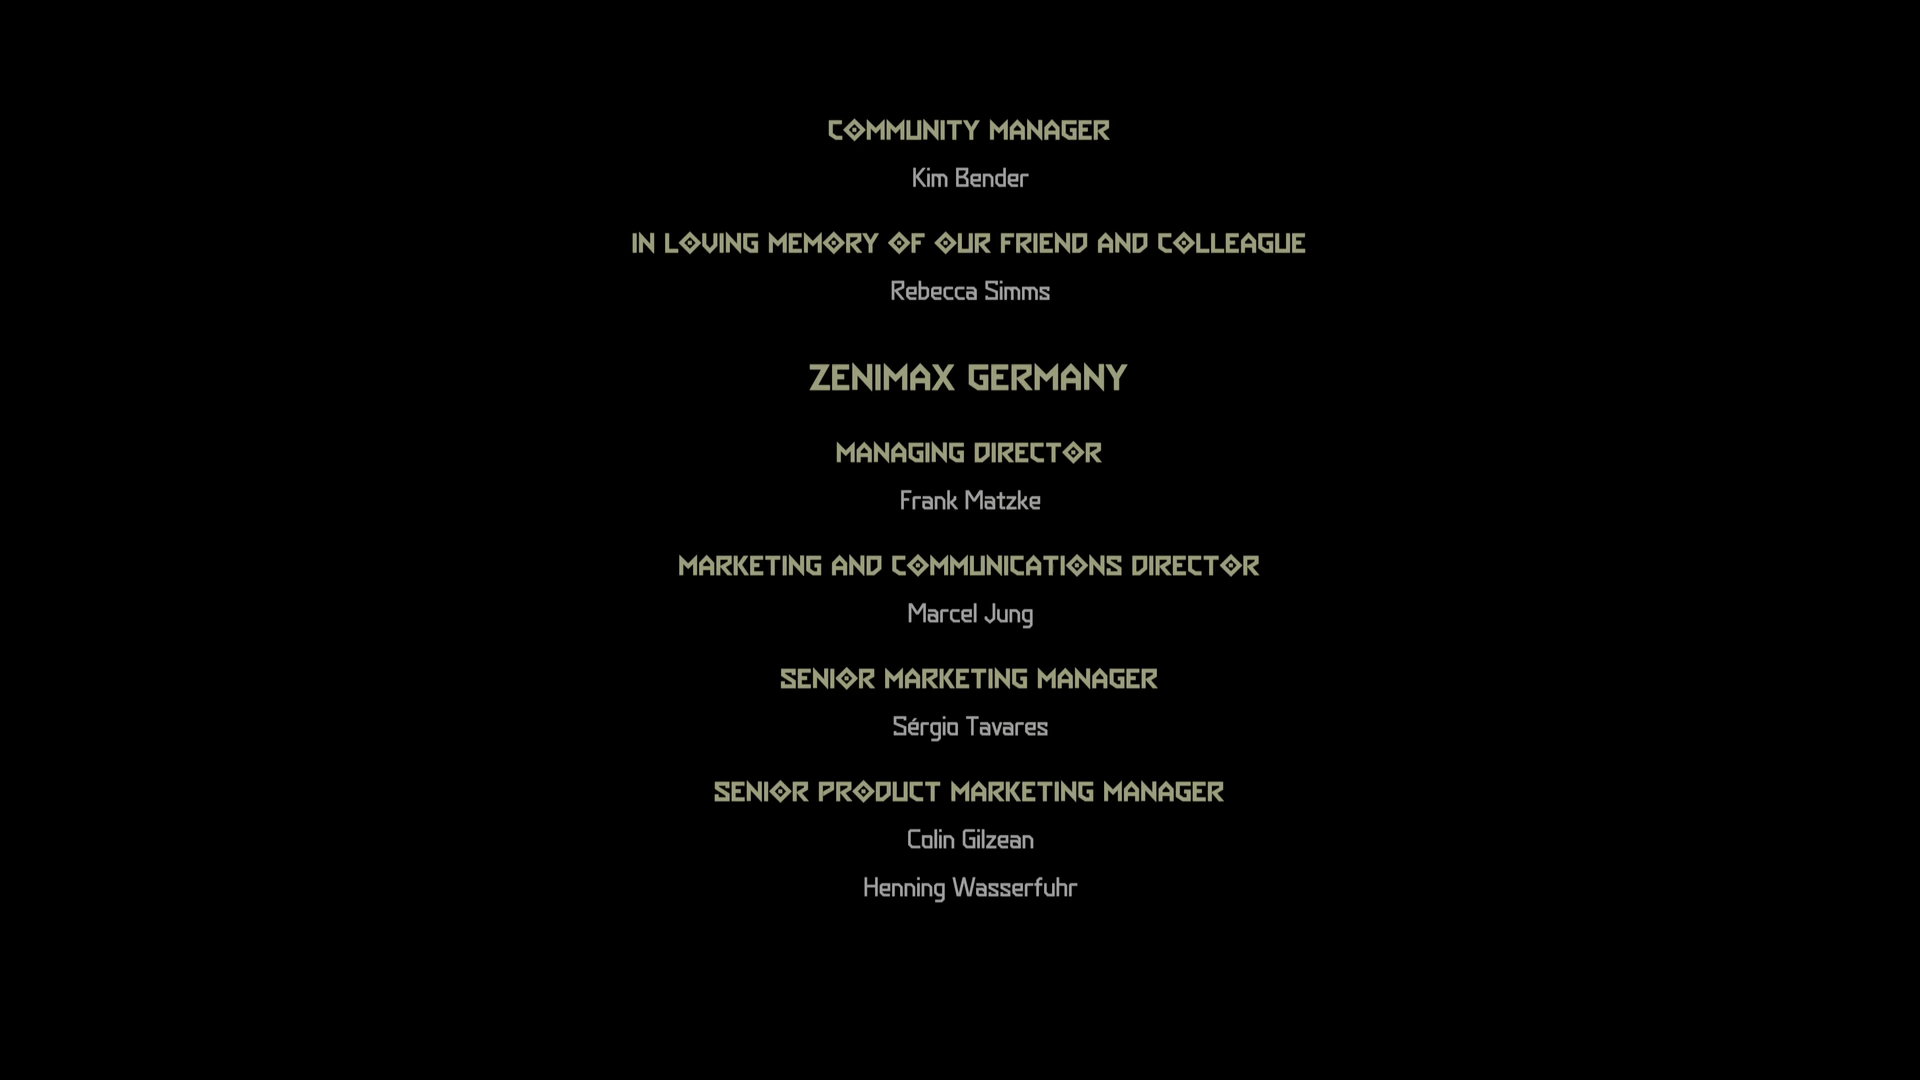 COMMUNITY MANAGER
Kim Bender
IN LOVING MEMORY OF OUR FRIEND AND COLLEAGUE
Rebecca Simms
ZENIMAX GERMANY
MANAGING DIRECTOR
Frank Matzke
MARKETING AND COMMUNICATIONS DIRECTOR
Marcel Jung
SENIOR MARKETING MANAGER
Sérgio Tavares
SENIOR PRODUCT MARKETING MANAGER
Colin Gilzean
Henning Wasserfuhr